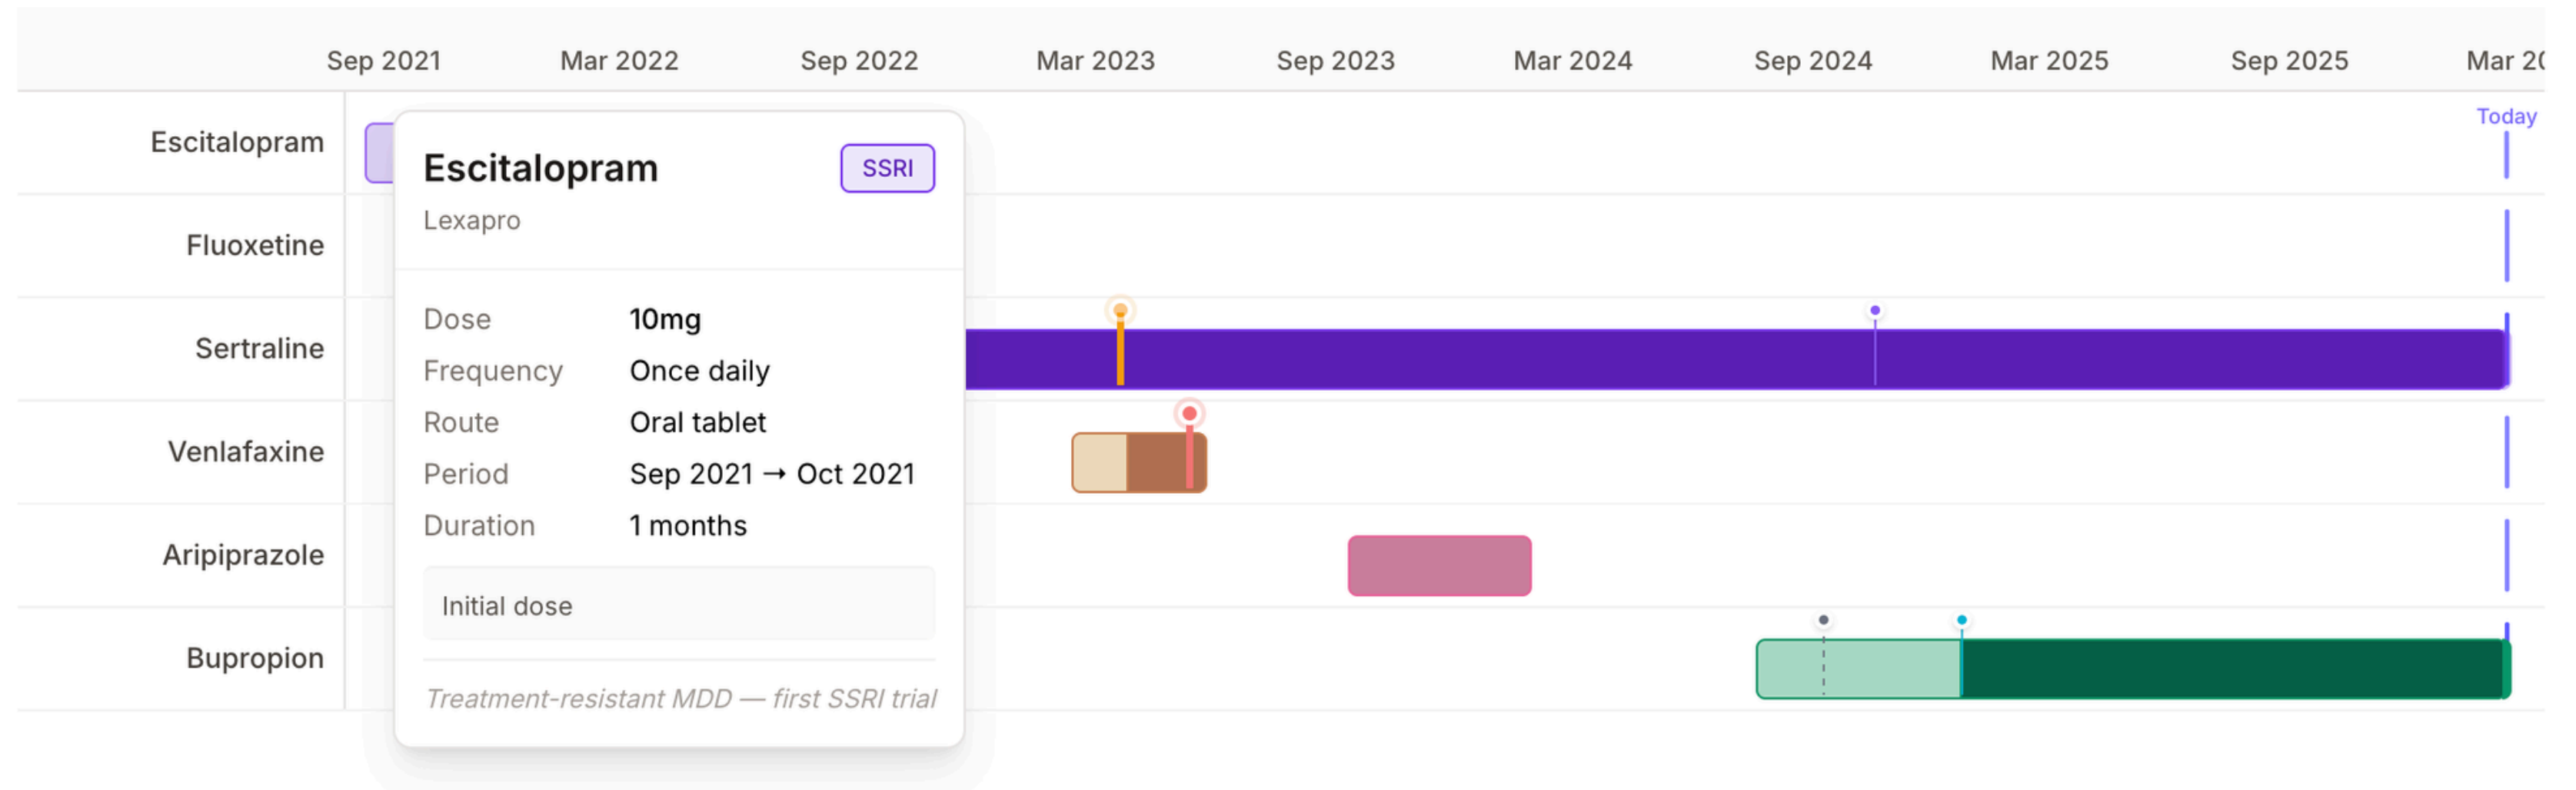 Sep 2021 Mar 2022 Sep 2022 Mar 2023 Sep 2023 Mar 2024 Sep 2024 Mar 2025 Sep 2025 Mar 20
Today
Escitalopram
Fluoxetine
Sertraline
Venlafaxine
Aripiprazole
Bupropion
Escitalopram SSRI
Lexapro
Dose 10mg
Frequency Once daily
Route Oral tablet
Period Sep 2021 → Oct 2021
Duration 1 months
Initial dose
Treatment-resistant MDD — first SSRI trial